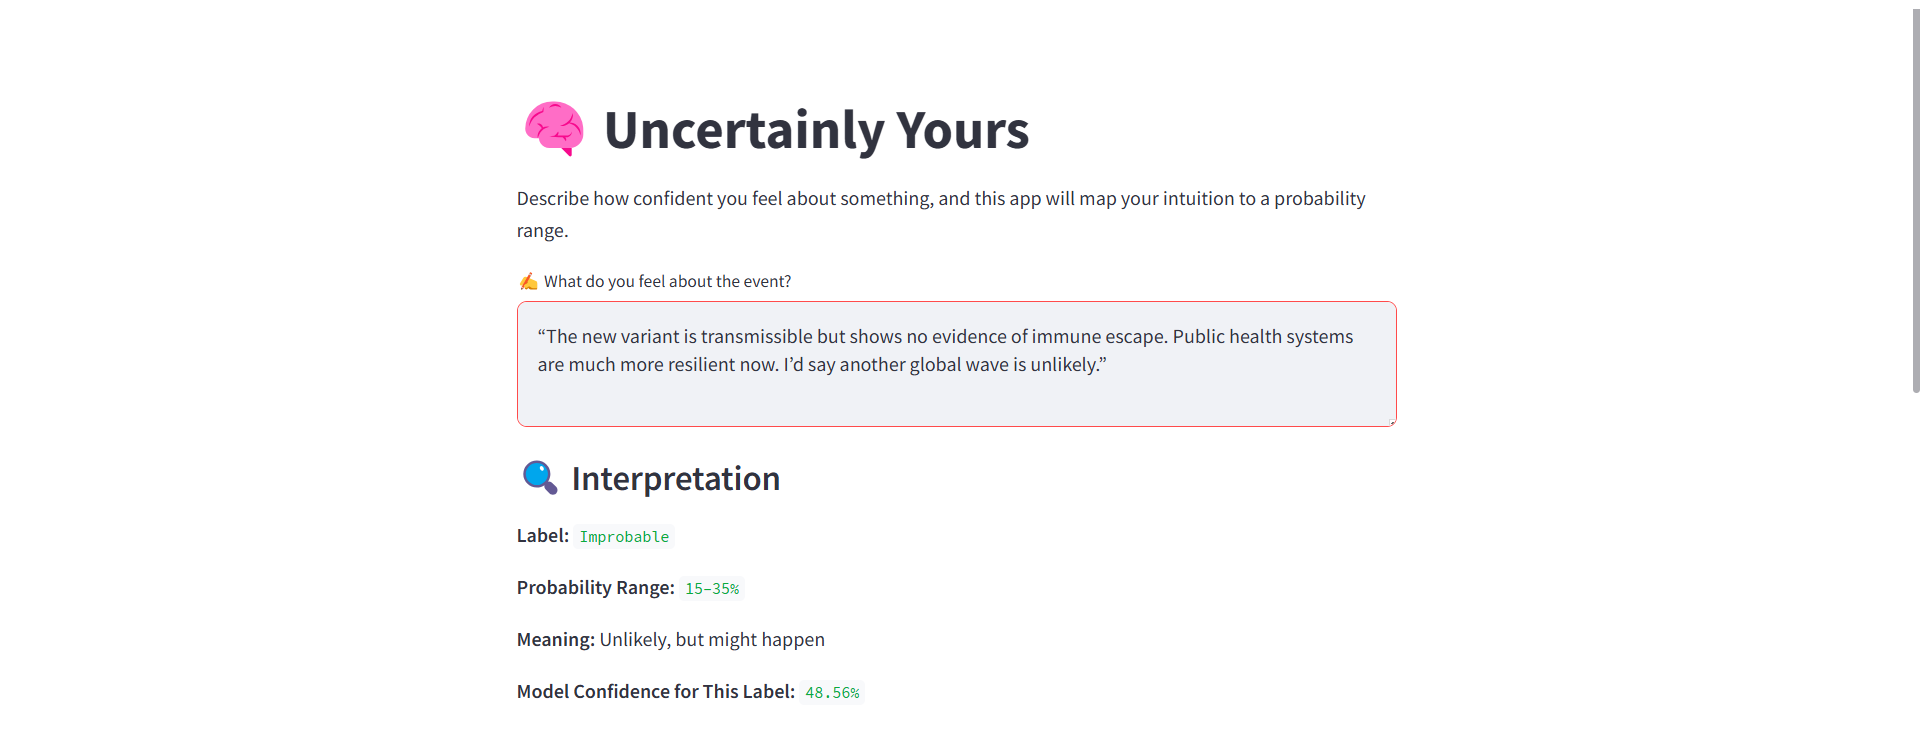 🧠 Uncertainly Yours
Describe how confident you feel about something, and this app will map your intuition to a probability
range.
✍️ What do you feel about the event?
“The new variant is transmissible but shows no evidence of immune escape. Public health systems
are much more resilient now. I’d say another global wave is unlikely.”
🔍 Interpretation
Label: Improbable
Probability Range: 15–35%
Meaning: Unlikely, but might happen
Model Confidence for This Label: 48.56%